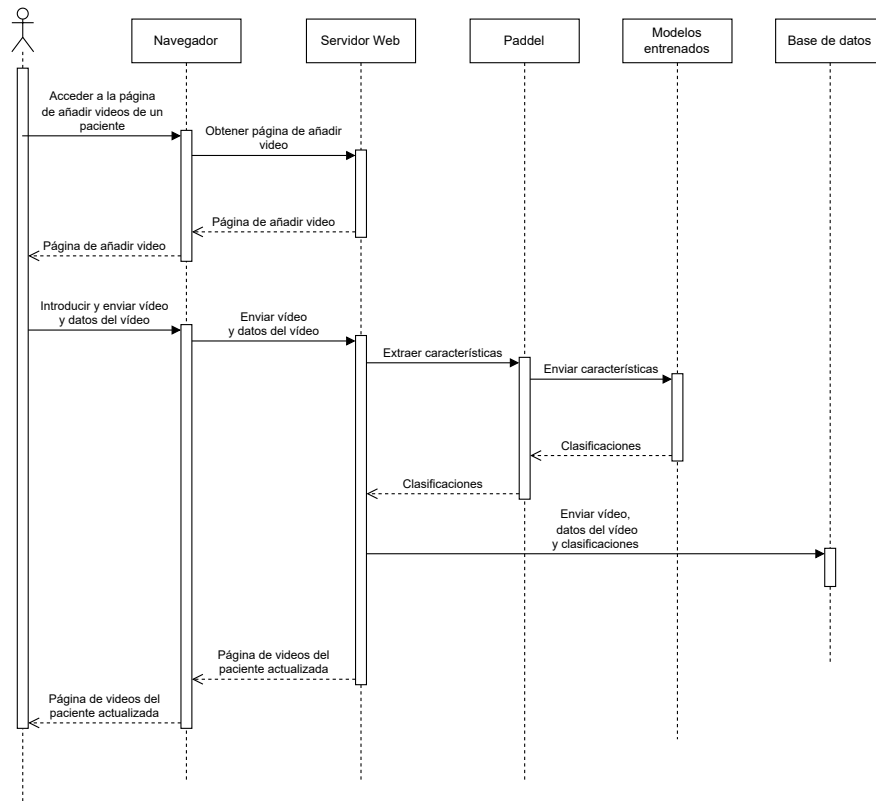 Navegador
Servidor Web
Paddel
Modelos
entrenados
Base de datos
Acceder a la página
de añadir videos de un
paciente
Obtener página de añadir
video
Página de añadir video
Página de añadir video
Introducir y enviar vídeo
y datos del vídeo
Enviar vídeo
y datos del vídeo
Extraer características
Enviar características
Clasificaciones
Clasificaciones
Enviar vídeo,
datos del vídeo
y clasificaciones
Página de videos del
paciente actualizada
Página de videos del
paciente actualizada